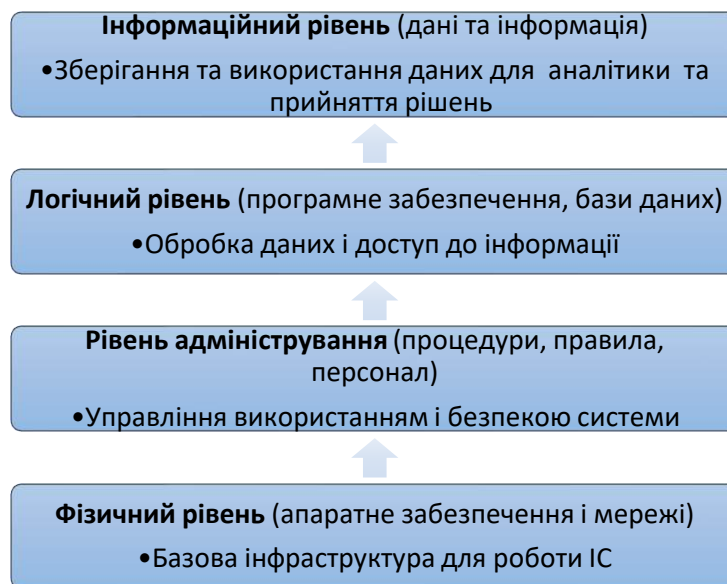 Інформаційний рівень (дані та інформація)
•Зберігання та використання даних для аналітики та
прийняття рішень
Логічний рівень (програмне забезпечення, бази даних)
•Обробка даних і доступ до інформації
Рівень адміністрування (процедури, правила,
персонал)
•Управління використанням і безпекою системи
Фізичний рівень (апаратне забезпечення і мережі)
•Базова інфраструктура для роботи ІС